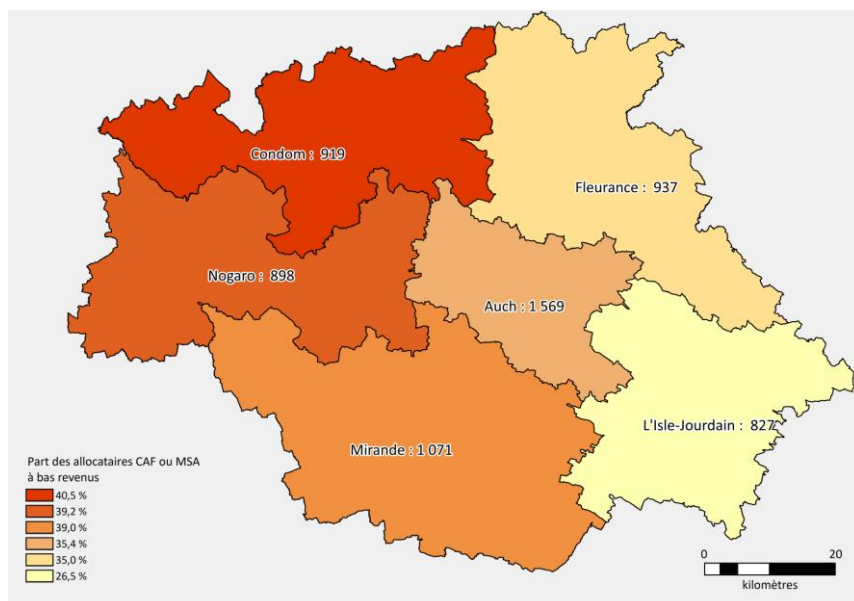 Condom : 919
Fleurance : 937
Nogaro : 898
Auch : 1 569
L'Isle-Jourdain : 827
Mirande : 1 071
Part des allocataires CAF ou MSA
à bas revenus
40,5 %
39,2 %
39,0 %
35,4 %
35,0 %
26,5 %
0 20
kilomètres